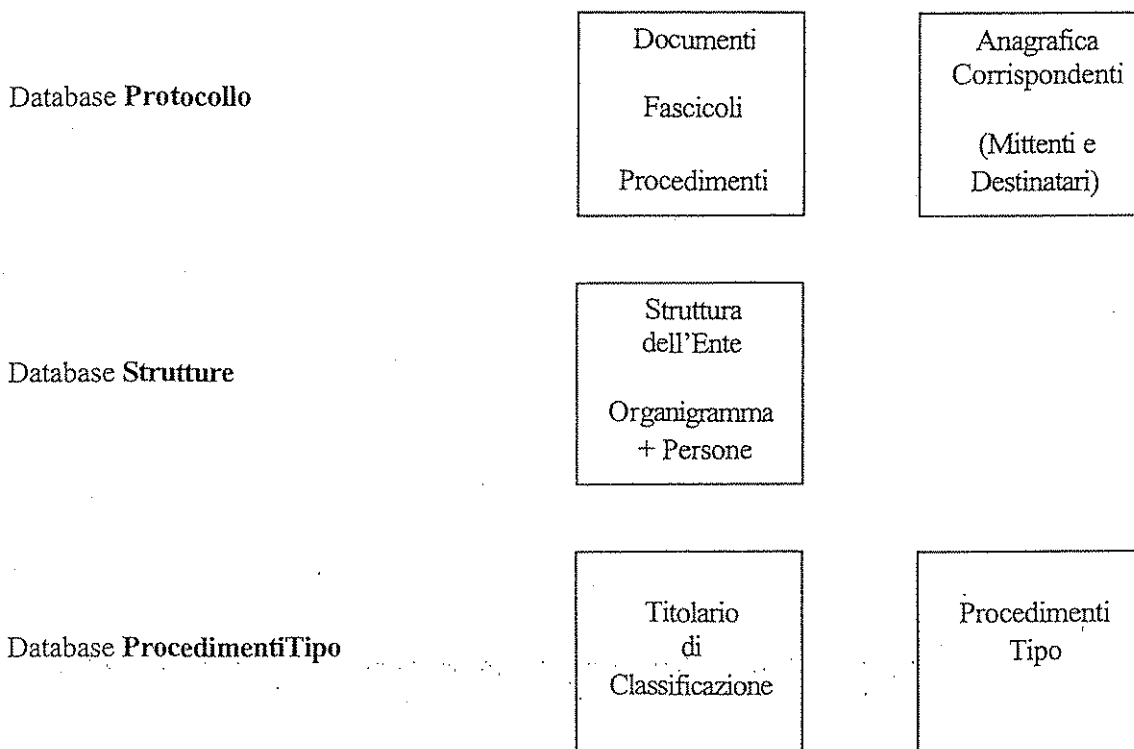 Database Protocollo
Documenti
Fascicoli
Procedimenti
Anagrafica
Corrispondenti
(Mittenti e
Destinatari)
Database Strutture
Struttura
dell'Ente
Organigramma
+ Persone
Database ProcedimentiTipo
Titolario
di
Classificazione
Procedimenti
Tipo